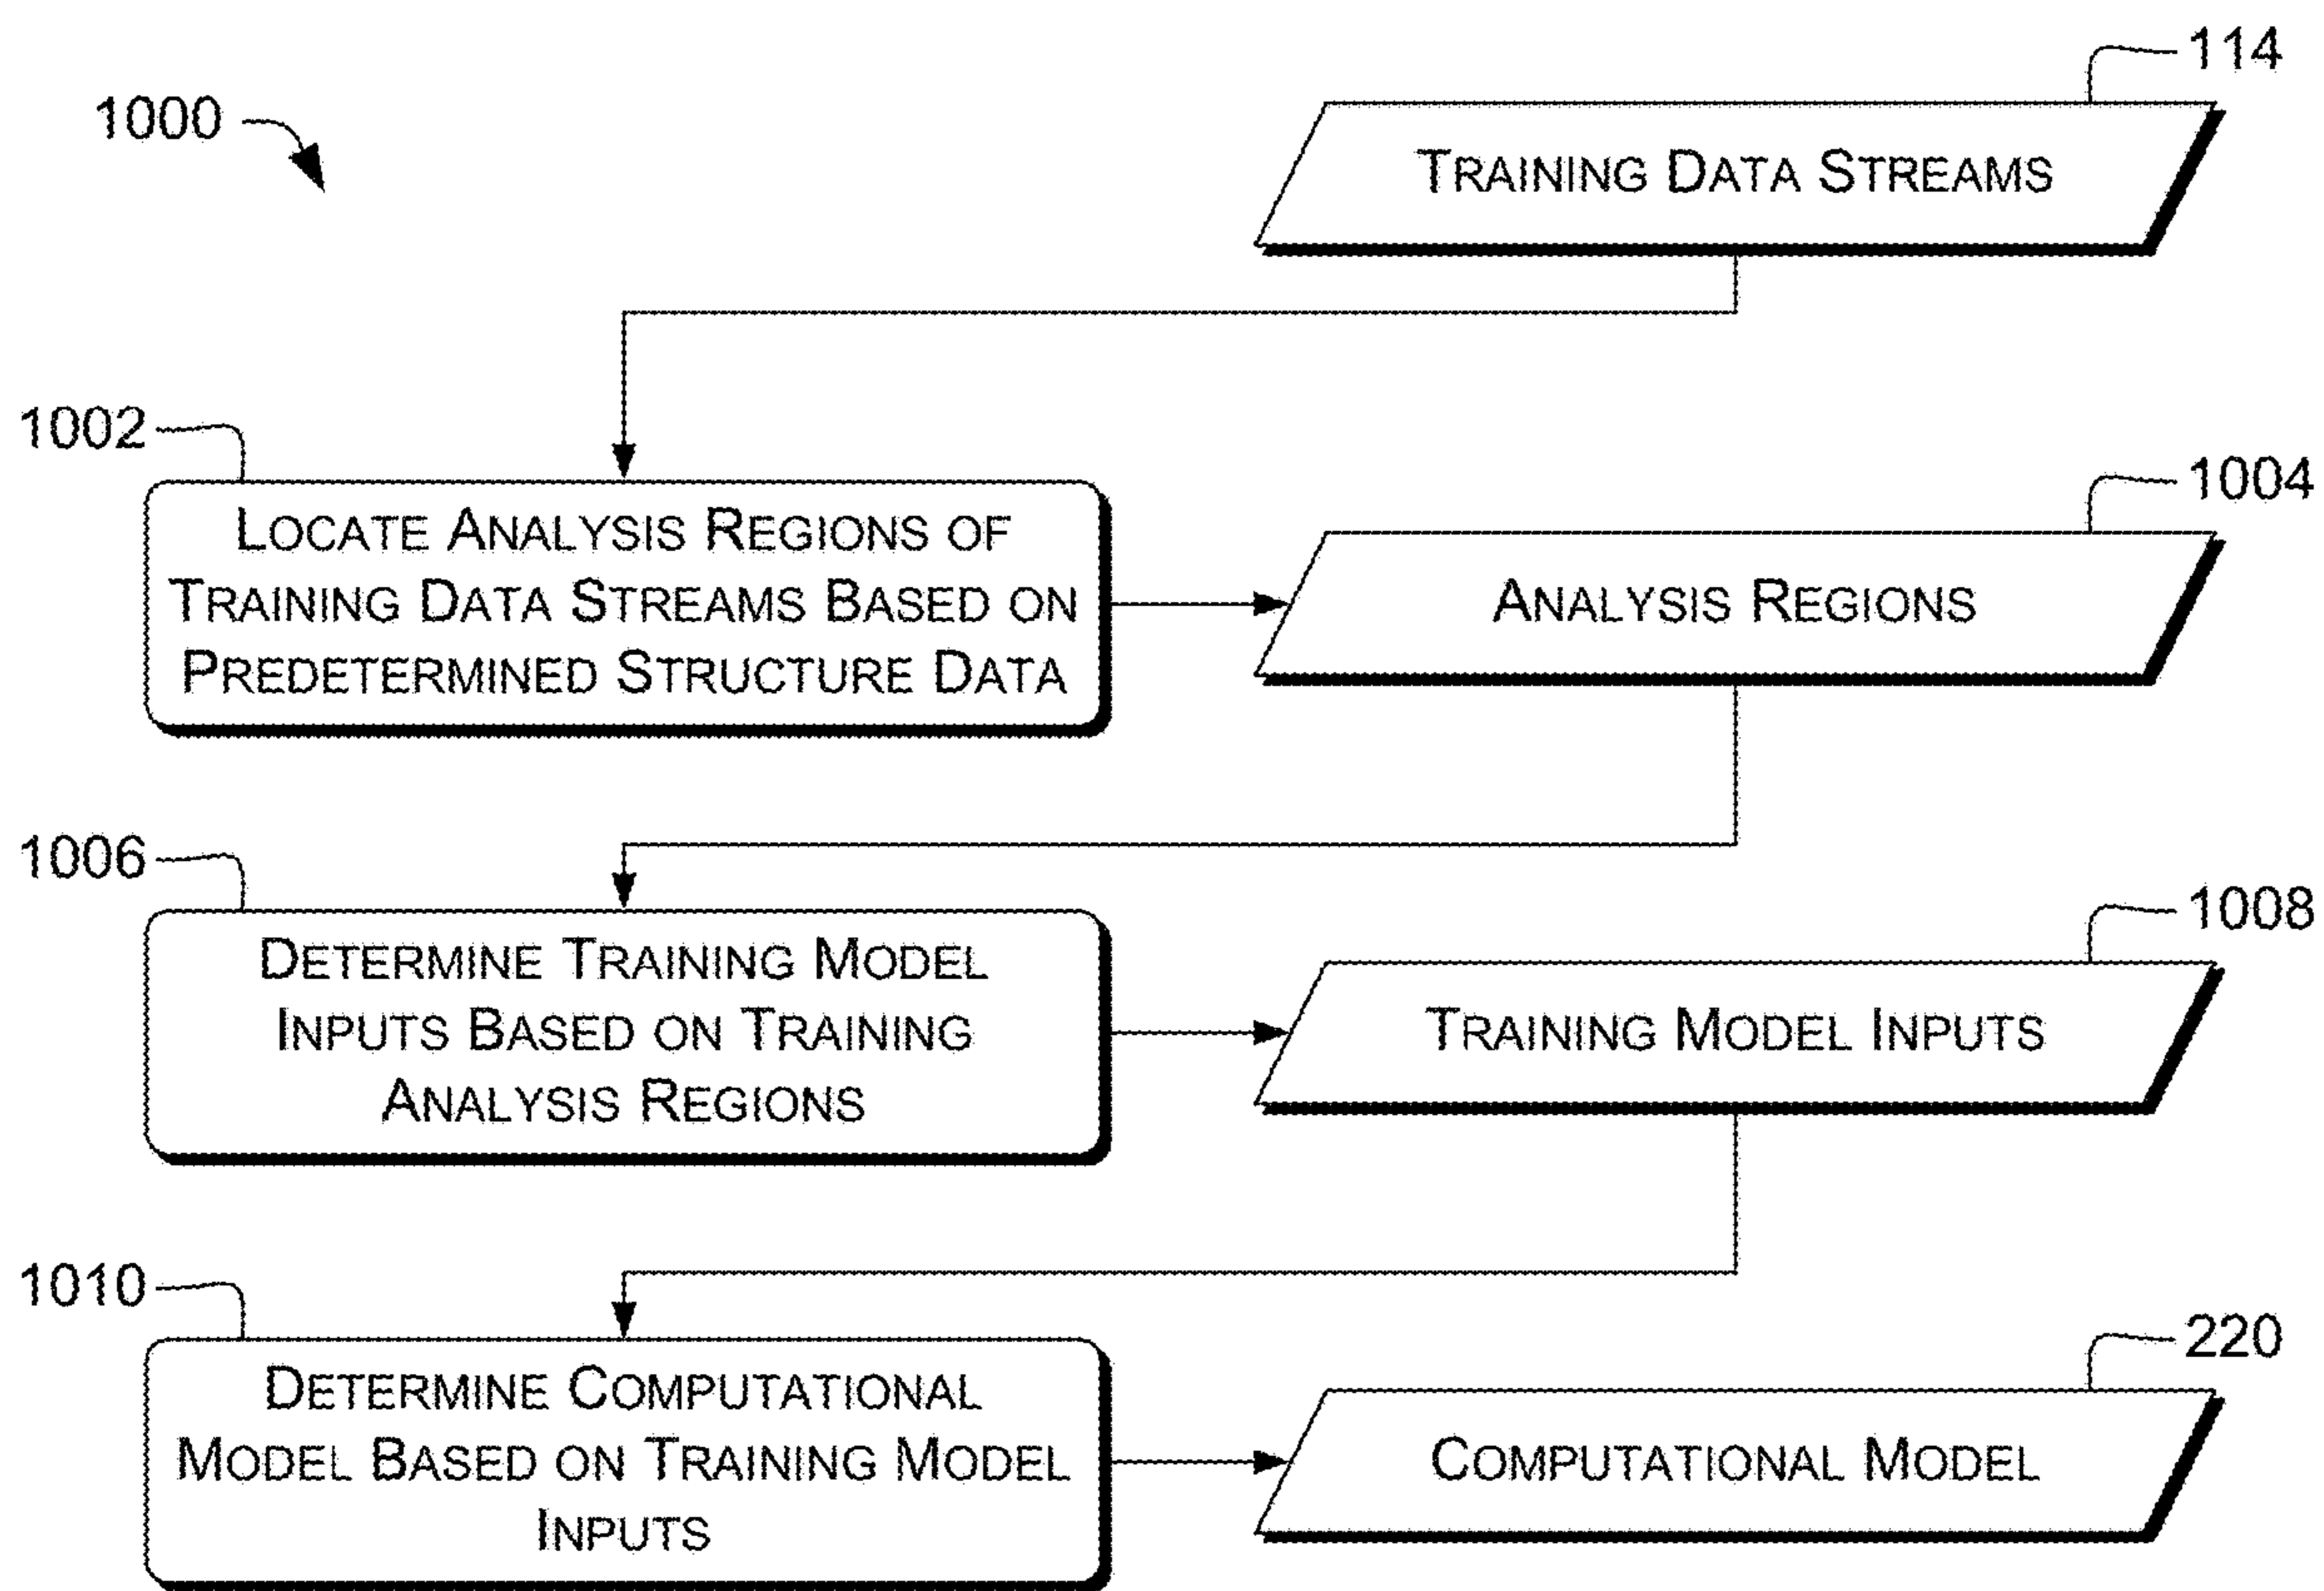 114
1000
TRAINING DATA STREAMS
1002
LOCATE ANALYSIS REGIONS OF
TRAINING DATA STREAMS BASED ON
PREDETERMINED STRUCTURE DATA
1004
ANALYSIS REGIONS
1006
DETERMINE TRAINING MODEL
INPUTS BASED ON TRAINING
ANALYSIS REGIONS
1008
TRAINING MODEL INPUTS
1010
DETERMINE COMPUTATIONAL
MODEL BASED ON TRAINING MODEL
INPUTS
220
COMPUTATIONAL MODEL